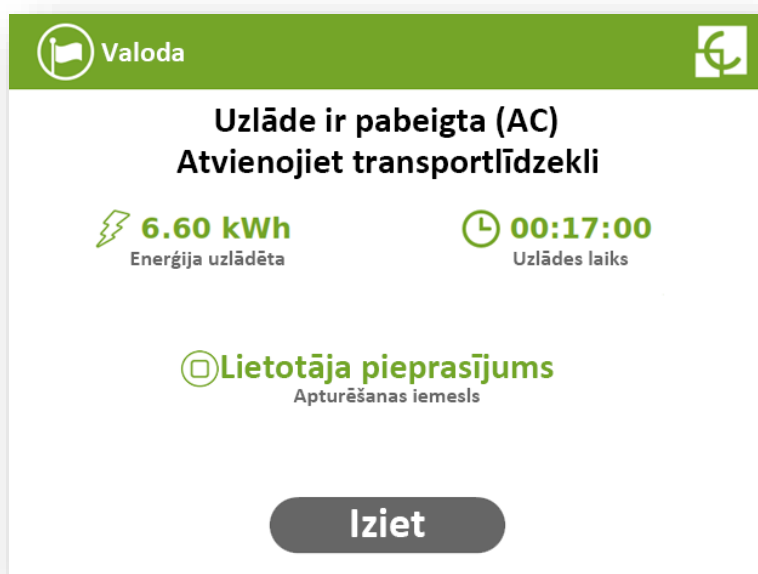 Valoda
Uzlāde ir pabeigta (AC)
Atvienojiet transportlīdzekli
6.60 kWh
Enerģija uzlādēta
00:17:00
Uzlādes laiks
Lietotāja pieprasījums
Apturēšanas iemesls
Iziet